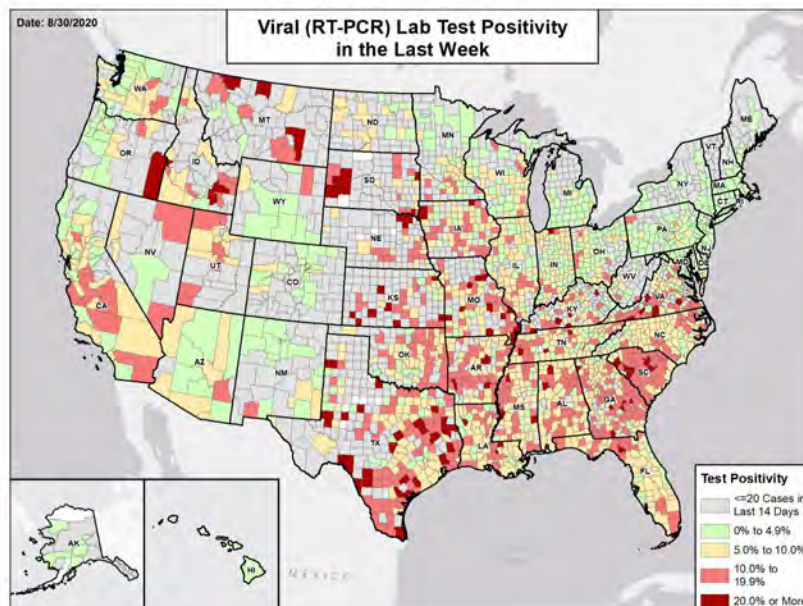 Date: 8/30/2020
Viral (RT-PCR) Lab Test Positivity
in the Last Week
WA
MT
ND
MN
ME
OR
ID
SD
WI
VT
NH
NY
MA
CT
WY
MI
IA
NE
PA
NJ
NV
UT
CO
IL
IN
OH
MD
DE
WV
VA
CA
KS
MO
KY
NC
TN
AZ
NM
OK
AR
SC
MS
AL
GA
TX
LA
FL
AK
HI
MEXICO
Test Positivity
<=20 Cases in
Last 14 Days
0% to 4.9%
5.0% to 10.0%
10.0% to
19.9%
20.0% or More